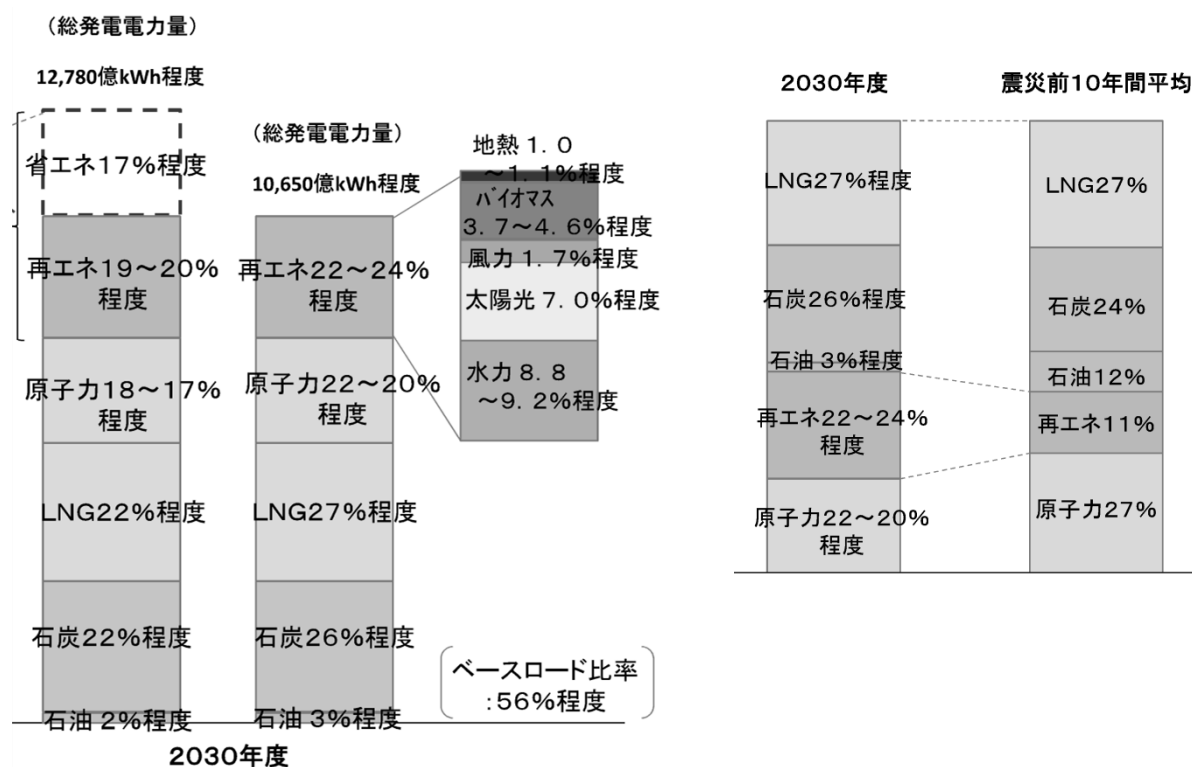 (総発電電力量)
12,780億kWh程度
省エネ17%程度
再エネ19～20%
程度
原子力18～17%
程度
LNG22%程度
石炭22%程度
石油 2%程度
(総発電電力量)
10,650億kWh程度
再エネ22～24%
程度
原子力22～20%
程度
LNG27%程度
石炭26%程度
石油 3%程度
2030年度
地熱 1. 0
～1. 1%程度
バイオマス
3. 7～4. 6%程度
風力 1. 7%程度
太陽光 7. 0%程度
水力 8. 8
～9. 2%程度
ベースロード比率
:56%程度
2030年度
LNG27%程度
石炭26%程度
石油 3%程度
再エネ22～24%
程度
原子力22～20%
程度
震災前10年間平均
LNG27%
石炭24%
石油12%
再エネ11%
原子力27%